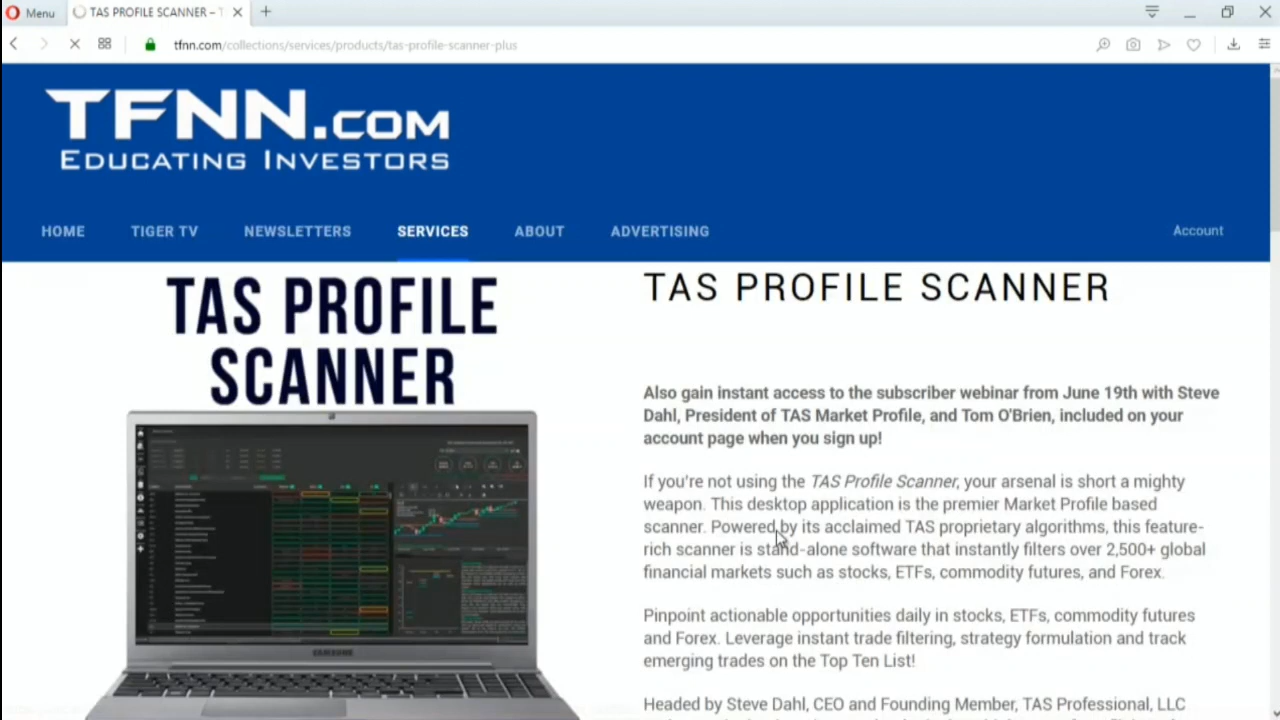 Menu
TAS PROFILE SCANNER – T
tfnn.com/collections/services/products/tas-profile-scanner-plus
TFNN.COM
EDUCATING INVESTORS
HOME TIGER TV NEWSLETTERS SERVICES ABOUT ADVERTISING Account
TAS PROFILE
SCANNER
SAMSUNG
TAS PROFILE SCANNER
Also gain instant access to the subscriber webinar from June 19th with Steve
Dahl, President of TAS Market Profile, and Tom O'Brien, included on your
account page when you sign up!
If you're not using the TAS Profile Scanner, your arsenal is short a mighty
weapon. This desktop application is the premier Market Profile based
scanner. Powered by its acclaimed TAS proprietary algorithms, this feature-
rich scanner is stand-alone software that instantly filters over 2,500+ global
financial markets such as stocks, ETFs, commodity futures, and Forex.
Pinpoint actionable opportunities daily in stocks, ETFs, commodity futures
and Forex. Leverage instant trade filtering, strategy formulation and track
emerging trades on the Top Ten List!
Headed by Steve Dahl, CEO and Founding Member, TAS Professional, LLC